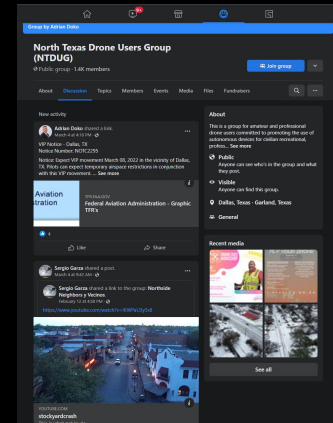 Group by Adrian Doko
North Texas Drone Users Group
(NTDUG)
Public group · 1.4K members
Join group
About
Discussion
Topics
Members
Events
Media
Files
Fundraisers
New activity
Adrian Doko shared a link.
March 4 at 4:16 PM ·
VIP Notice - Dallas, TX
Notice Number: NOTC2295
Notice: Expect VIP movement March 08, 2022 in the vicinity of Dallas,
TX. Pilots can expect temporary airspace restrictions in conjunction
with this VIP movement. ... See more
Aviation
stration
TFR.FAA.GOV
Federal Aviation Administration - Graphic
TFR's
4
Like
Share
Sergio Garza shared a post.
March 4 at 9:42 AM ·
Sergio Garza shared a link to the group: Northside
Neighbors y Vecinos.
February 12 at 4:08 PM ·
YOUTUBE.COM
stockyardcrash
About
This is a group for amateur and professional
drone users committed to promoting the use of
autonomous devices for civilian recreational,
profess... See more
Public
Anyone can see who's in the group and what
they post.
Visible
Anyone can find this group.
Dallas, Texas · Garland, Texas
General
Recent media
See all